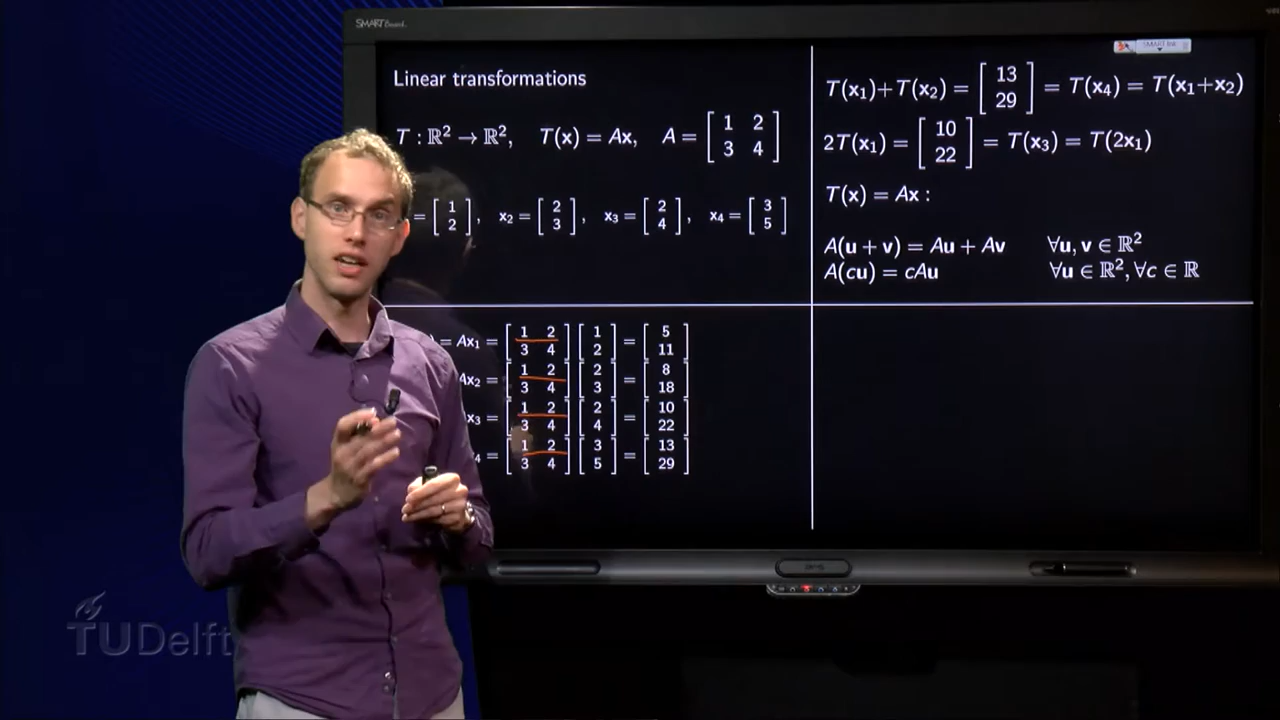 SMART Board
SMART Ink
Linear transformations
T : ℝ² → ℝ², T(x) = Ax, A = [ 1 2 ; 3 4 ]
= [ 1 ; 2 ], x₂ = [ 2 ; 3 ], x₃ = [ 2 ; 4 ], x₄ = [ 3 ; 5 ]
) = Ax₁ = [ 1 2 ; 3 4 ] [ 1 ; 2 ] = [ 5 ; 11 ]
Ax₂ = [ 1 2 ; 3 4 ] [ 2 ; 3 ] = [ 8 ; 18 ]
x₃ = [ 1 2 ; 3 4 ] [ 2 ; 4 ] = [ 10 ; 22 ]
₄ = [ 1 2 ; 3 4 ] [ 3 ; 5 ] = [ 13 ; 29 ]
T(x₁)+T(x₂) = [ 13 ; 29 ] = T(x₄) = T(x₁+x₂)
2T(x₁) = [ 10 ; 22 ] = T(x₃) = T(2x₁)
T(x) = Ax :
A(u + v) = Au + Av ∀u, v ∈ ℝ²
A(cu) = cAu ∀u ∈ ℝ², ∀c ∈ ℝ
TUDelft